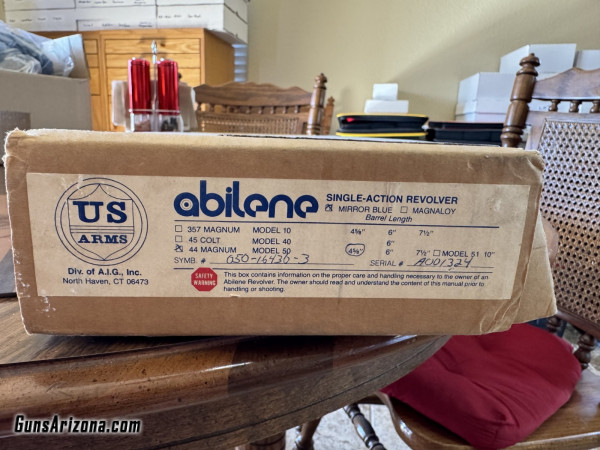 US
ARMS
Div. of A.I.G., Inc.
North Haven, CT 06473
abilene SINGLE-ACTION REVOLVER
MIRROR BLUE MAGNALOY
Barrel Length
357 MAGNUM MODEL 10 4⅝" 6" 7½"
45 COLT MODEL 40 6"
44 MAGNUM MODEL 50 4⅝" 6" 7½" MODEL 51 10"
SYMB. # 050-16430-3 SERIAL # A001324
SAFETY
WARNING
This box contains information on the proper care and handling necessary to the owner of an
Abilene Revolver. The owner should read and understand the content of this manual prior to
handling or shooting.
GunsArizona.com